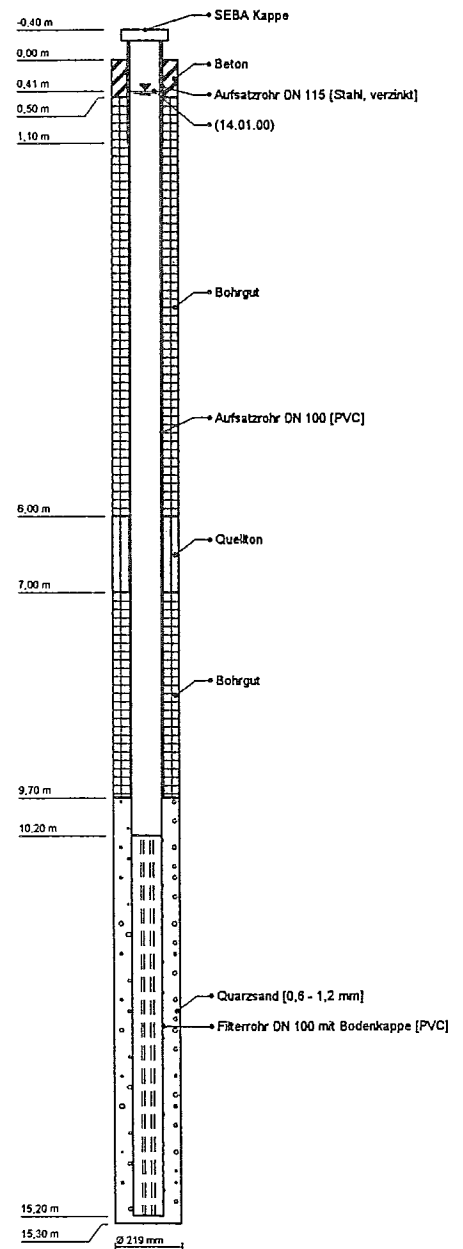 -0,40 m
SEBA Kappe
0,00 m
Beton
0,41 m
Aufsatzrohr DN 115 [Stahl, verzinkt]
0,50 m
(14.01.00)
1,10 m
Bohrgut
Aufsatzrohr DN 100 [PVC]
6,00 m
Quellton
7,00 m
Bohrgut
9,70 m
10,20 m
Quarzsand [0,6 - 1,2 mm]
Filterrohr DN 100 mit Bodenkappe [PVC]
15,20 m
15,30 m
Ø 219 mm